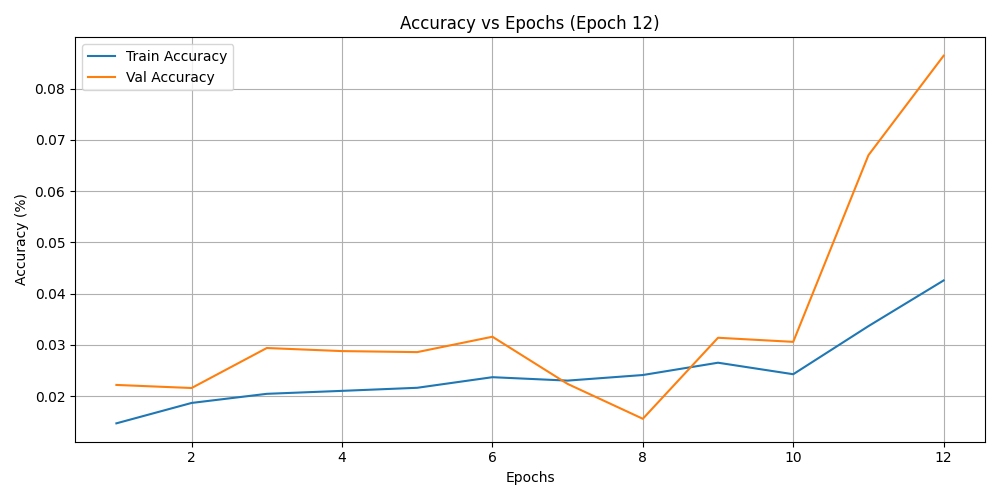 Accuracy vs Epochs (Epoch 12)
Train Accuracy
Val Accuracy
0.08
0.07
0.06
0.05
0.04
0.03
0.02
Accuracy (%)
2 4 6 8 10 12
Epochs